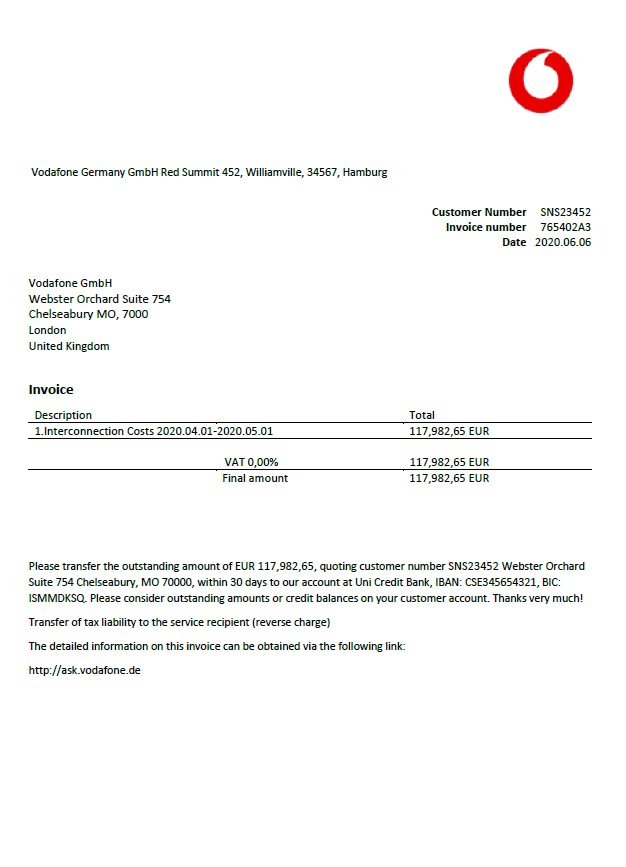 Vodafone Germany GmbH Red Summit 452, Williamville, 34567, Hamburg
Customer Number SNS23452
Invoice number 765402A3
Date 2020.06.06
Vodafone GmbH
Webster Orchard Suite 754
Chelseabury MO, 7000
London
United Kingdom
Invoice
Description Total
1.Interconnection Costs 2020.04.01-2020.05.01 117,982,65 EUR
VAT 0,00% 117,982,65 EUR
Final amount 117,982,65 EUR
Please transfer the outstanding amount of EUR 117,982,65, quoting customer number SNS23452 Webster Orchard
Suite 754 Chelseabury, MO 70000, within 30 days to our account at Uni Credit Bank, IBAN: CSE345654321, BIC:
ISMMDKSQ. Please consider outstanding amounts or credit balances on your customer account. Thanks very much!
Transfer of tax liability to the service recipient (reverse charge)
The detailed information on this invoice can be obtained via the following link:
http://ask.vodafone.de